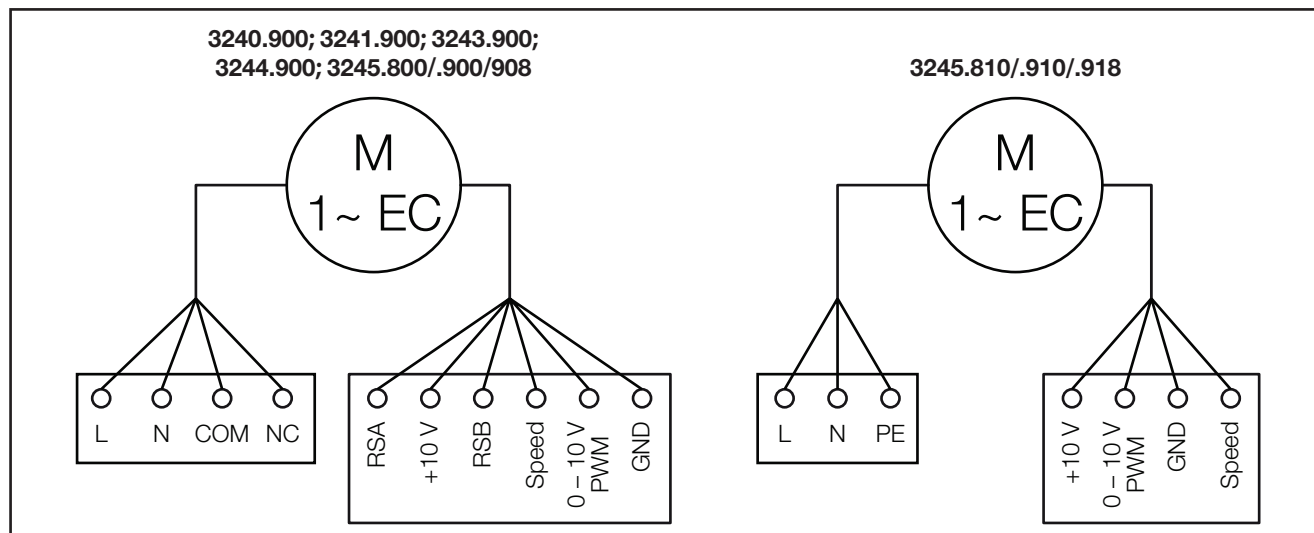 3240.900; 3241.900; 3243.900;
3244.900; 3245.800/.900/908
M
1~ EC
L
N
COM
NC
RSA
+10 V
RSB
Speed
0 – 10 V
PWM
GND
3245.810/.910/.918
M
1~ EC
L
N
PE
+10 V
0 – 10 V
PWM
GND
Speed